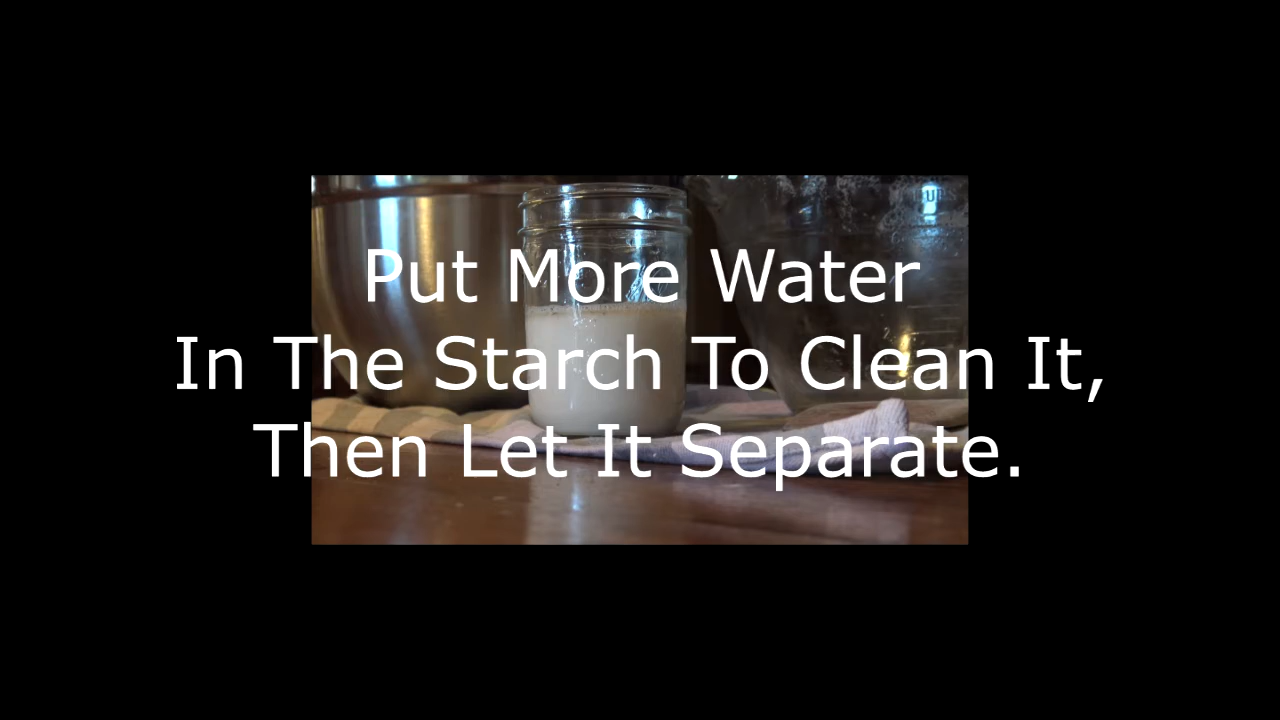 Put More Water
In The Starch To Clean It,
Then Let It Separate.